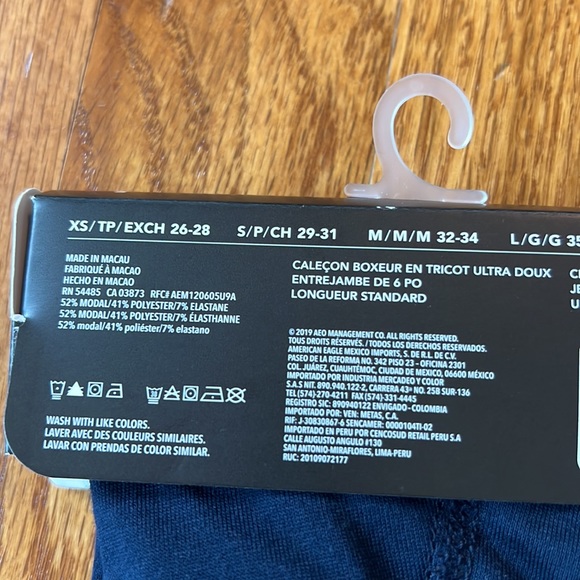 XS/TP/EXCH 26-28 S/P/CH 29-31 M/M/M 32-34 L/G/G 35
MADE IN MACAU
FABRIQUÉ À MACAO
HECHO EN MACAO
RN 54485 CA 03873 RFC# AEM120605U9A
52% MODAL/41% POLYESTER/7% ELASTANE
52% MODAL/41% POLYESTER/7% ÉLASTHANNE
52% modal/41% poliéster/7% elastano
WASH WITH LIKE COLORS.
LAVER AVEC DES COULEURS SIMILAIRES.
LAVAR CON PRENDAS DE COLOR SIMILAR.
CALEÇON BOXEUR EN TRICOT ULTRA DOUX
ENTREJAMBE DE 6 PO
LONGUEUR STANDARD
© 2019 AEO MANAGEMENT CO. ALL RIGHTS RESERVED.
TOUS DROITS RÉSERVÉS. / TODOS LOS DERECHOS RESERVADOS.
AMERICAN EAGLE MEXICO IMPORTS, S. DE R.L. DE C.V.
PASEO DE LA REFORMA NO. 342 PISO 23 - OFICINA 2301
COL. JUÁREZ, CUAUHTÉMOC, CIUDAD DE MÉXICO, 06600 MÉXICO
IMPORTADO POR INDUSTRIA MERCADEO Y COLOR
S.A.S NIT. 890.940.122-2, CARRERA 43ª NO. 25B SUR-136
TEL(574)-270-4211 FAX (574)-331-4445
REGISTRO SIC: 890940122 ENVIGADO - COLOMBIA
IMPORTADO POR: VEN: METAS, C.A.
RIF: J-30830867-6 SENCAMER: 0000104TI-02
IMPORTADO EN PERU POR CENCOSUD RETAIL PERU S.A
CALLE AUGUSTO ANGULO #130
SAN ANTONIO-MIRAFLORES, LIMA-PERU
RUC: 20109072177